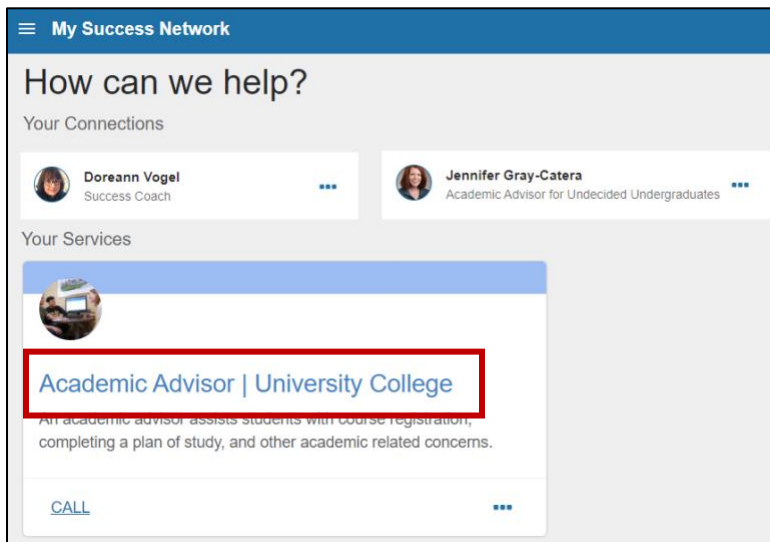 My Success Network
How can we help?
Your Connections
Doreann Vogel
Success Coach
Jennifer Gray-Catera
Academic Advisor for Undecided Undergraduates
Your Services
Academic Advisor | University College
An academic advisor assists students with course registration,
completing a plan of study, and other academic related concerns.
CALL